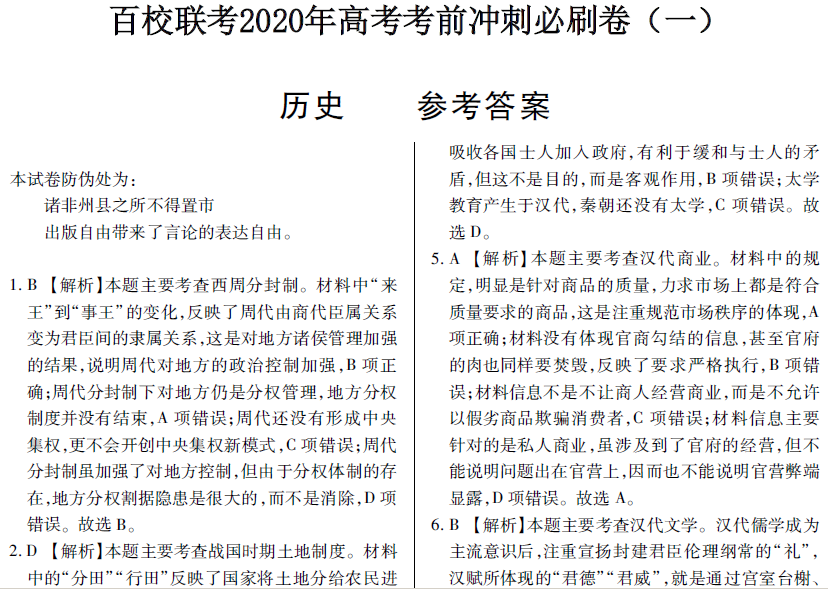 百校联考2020年高考考前冲刺必刷卷（一）
历史 参考答案
本试卷防伪处为：
诸非州县之所不得置市
出版自由带来了言论的表达自由。
1. B 【解析】本题主要考查西周分封制。材料中“来
王”到“事王”的变化，反映了周代由商代臣属关系
变为君臣间的隶属关系，这是对地方诸侯管理加强
的结果，说明周代对地方的政治控制加强，B 项正
确；周代分封制下对地方仍是分权管理，地方分权
制度并没有结束，A 项错误；周代还没有形成中央
集权，更不会开创中央集权新模式，C 项错误；周代
分封制虽加强了对地方控制，但由于分权体制的存
在，地方分权割据隐患是很大的，而不是消除，D 项
错误。故选 B。
2. D 【解析】本题主要考查战国时期土地制度。材料
中的“分田”“行田”反映了国家将土地分给农民进
吸收各国士人加入政府，有利于缓和与士人的矛
盾，但这不是目的，而是客观作用，B 项错误；太学
教育产生于汉代，秦朝还没有太学，C 项错误。故
选 D。
5. A 【解析】本题主要考查汉代商业。材料中的规
定，明显是针对商品的质量，力求市场上都是符合
质量要求的商品，这是注重规范市场秩序的体现，A
项正确；材料没有体现官商勾结的信息，甚至官府
的肉也同样要焚毁，反映了要求严格执行，B 项错
误；材料信息不是不让商人经营商业，而是不允许
以假劣商品欺骗消费者，C 项错误；材料信息主要
针对的是私人商业，虽涉及到了官府的经营，但不
能说明问题出在官营上，因而也不能说明官营弊端
显露，D 项错误。故选 A。
6. B 【解析】本题主要考查汉代文学。汉代儒学成为
主流意识后，注重宣扬封建君臣伦理纲常的“礼”，
汉赋所体现的“君德”“君威”，就是通过宫室台榭、